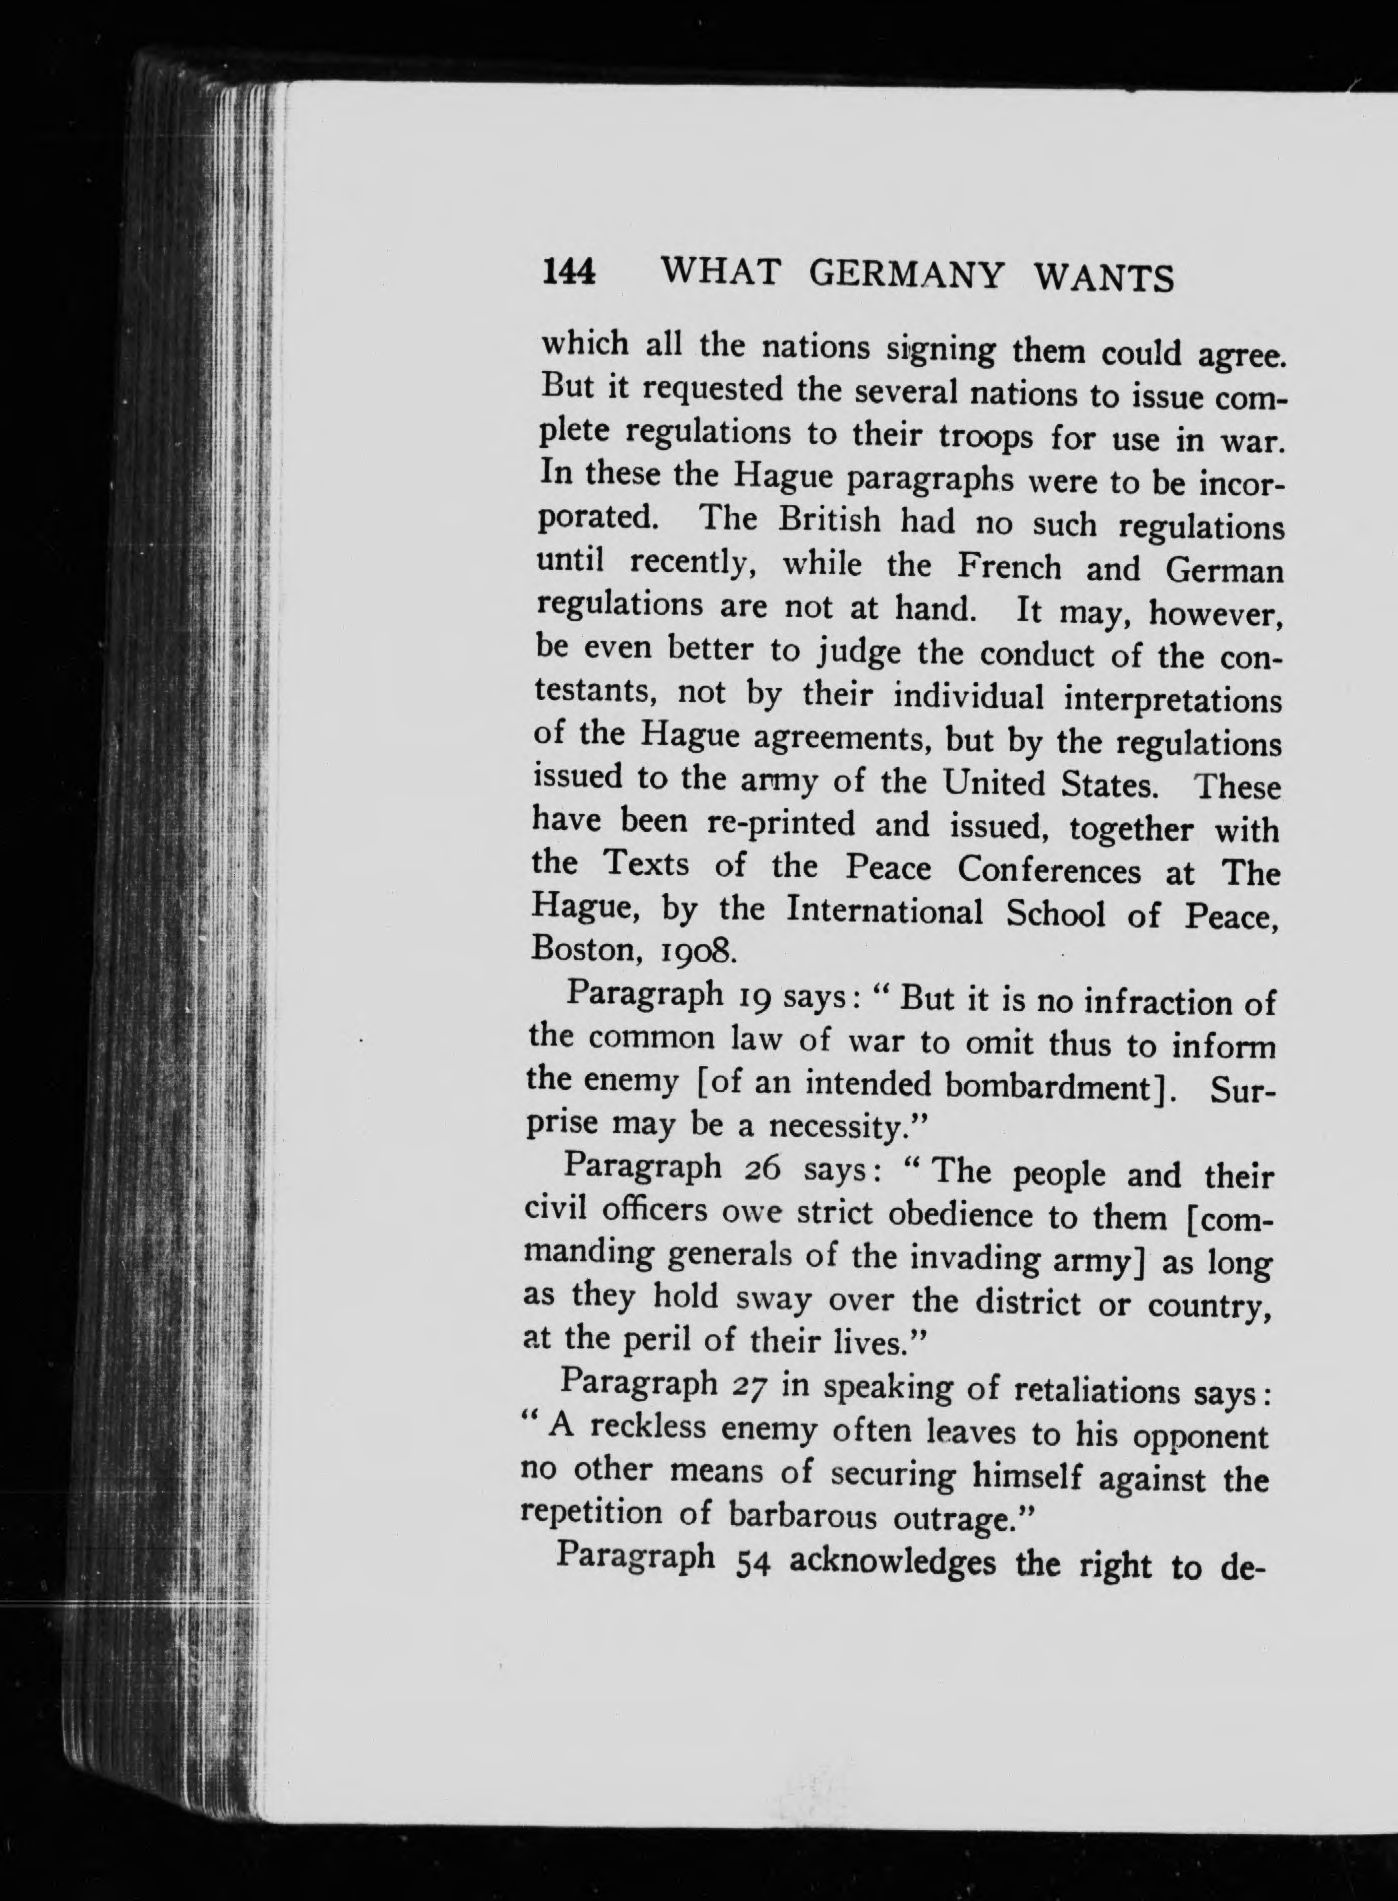 144 WHAT GERMANY WANTS
which all the nations signing them could agree.
But it requested the several nations to issue com-
plete regulations to their troops for use in war.
In these the Hague paragraphs were to be incor-
porated. The British had no such regulations
until recently, while the French and German
regulations are not at hand. It may, however,
be even better to judge the conduct of the con-
testants, not by their individual interpretations
of the Hague agreements, but by the regulations
issued to the army of the United States. These
have been re-printed and issued, together with
the Texts of the Peace Conferences at The
Hague, by the International School of Peace,
Boston, 1908.
Paragraph 19 says: “ But it is no infraction of
the common law of war to omit thus to inform
the enemy [of an intended bombardment]. Sur-
prise may be a necessity.”
Paragraph 26 says: “ The people and their
civil officers owe strict obedience to them [com-
manding generals of the invading army] as long
as they hold sway over the district or country,
at the peril of their lives.”
Paragraph 27 in speaking of retaliations says:
“ A reckless enemy often leaves to his opponent
no other means of securing himself against the
repetition of barbarous outrage.”
Paragraph 54 acknowledges the right to de-